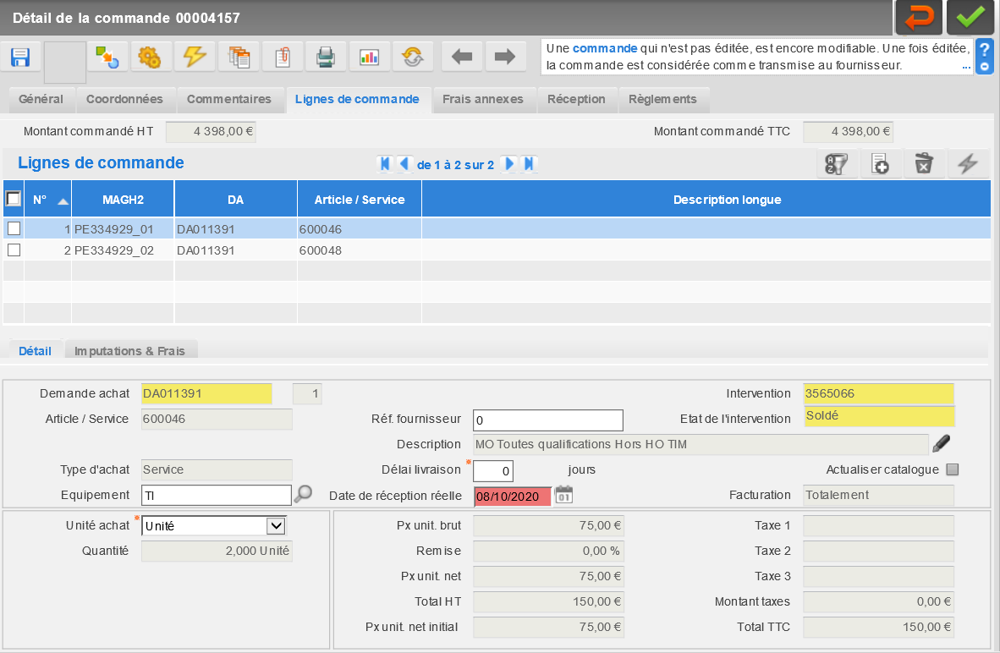 Détail de la commande 00004157
Une commande qui n'est pas éditée, est encore modifiable. Une fois éditée,
la commande est considérée comme transmise au fournisseur. ...
?
Général Coordonnées Commentaires Lignes de commande Frais annexes Réception Règlements
Montant commandé HT 4 398,00 € Montant commandé TTC 4 398,00 €
Lignes de commande de 1 à 2 sur 2
N° MAGH2 DA Article / Service Description longue
1 PE334929_01 DA011391 600046
2 PE334929_02 DA011391 600048
Détail Imputations & Frais
Demande achat DA011391 1 Intervention 3565066
Article / Service 600046 Réf. fournisseur 0 Etat de l'intervention Soldé
Description MO Toutes qualifications Hors HO TIM
Type d'achat Service Délai livraison * 0 jours Actualiser catalogue
Equipement TI Date de réception réelle 08/10/2020 01 Facturation Totalement
Unité achat * Unité Px unit. brut 75,00 € Taxe 1
Quantité 2,000 Unité Remise 0,00 % Taxe 2
Px unit. net 75,00 € Taxe 3
Total HT 150,00 € Montant taxes 0,00 €
Px unit. net initial 75,00 € Total TTC 150,00 €